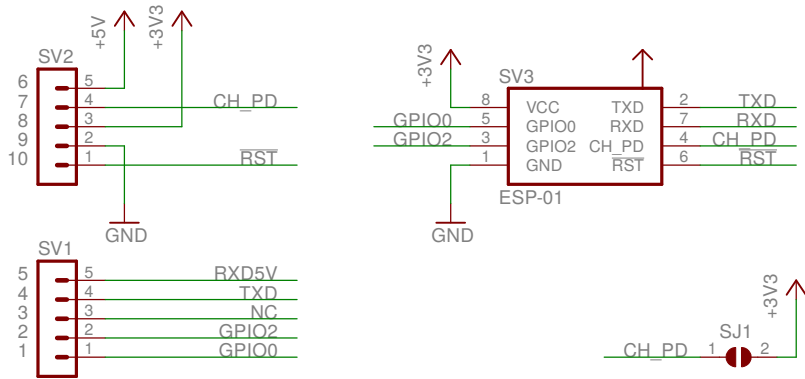 +5V
+3V3
SV2
6 5
7 4 CH_PD
8 3
9 2
10 1 RST
GND
SV1
5 5 RXD5V
4 4 TXD
3 3 NC
2 2 GPIO2
1 1 GPIO0
+3V3
SV3
8 VCC TXD 2 TXD
GPIO0 5 GPIO0 RXD 7 RXD
GPIO2 3 GPIO2 CH_PD 4 CH_PD
1 GND RST 6 RST
ESP-01
GND
+3V3
SJ1
CH_PD 1 2